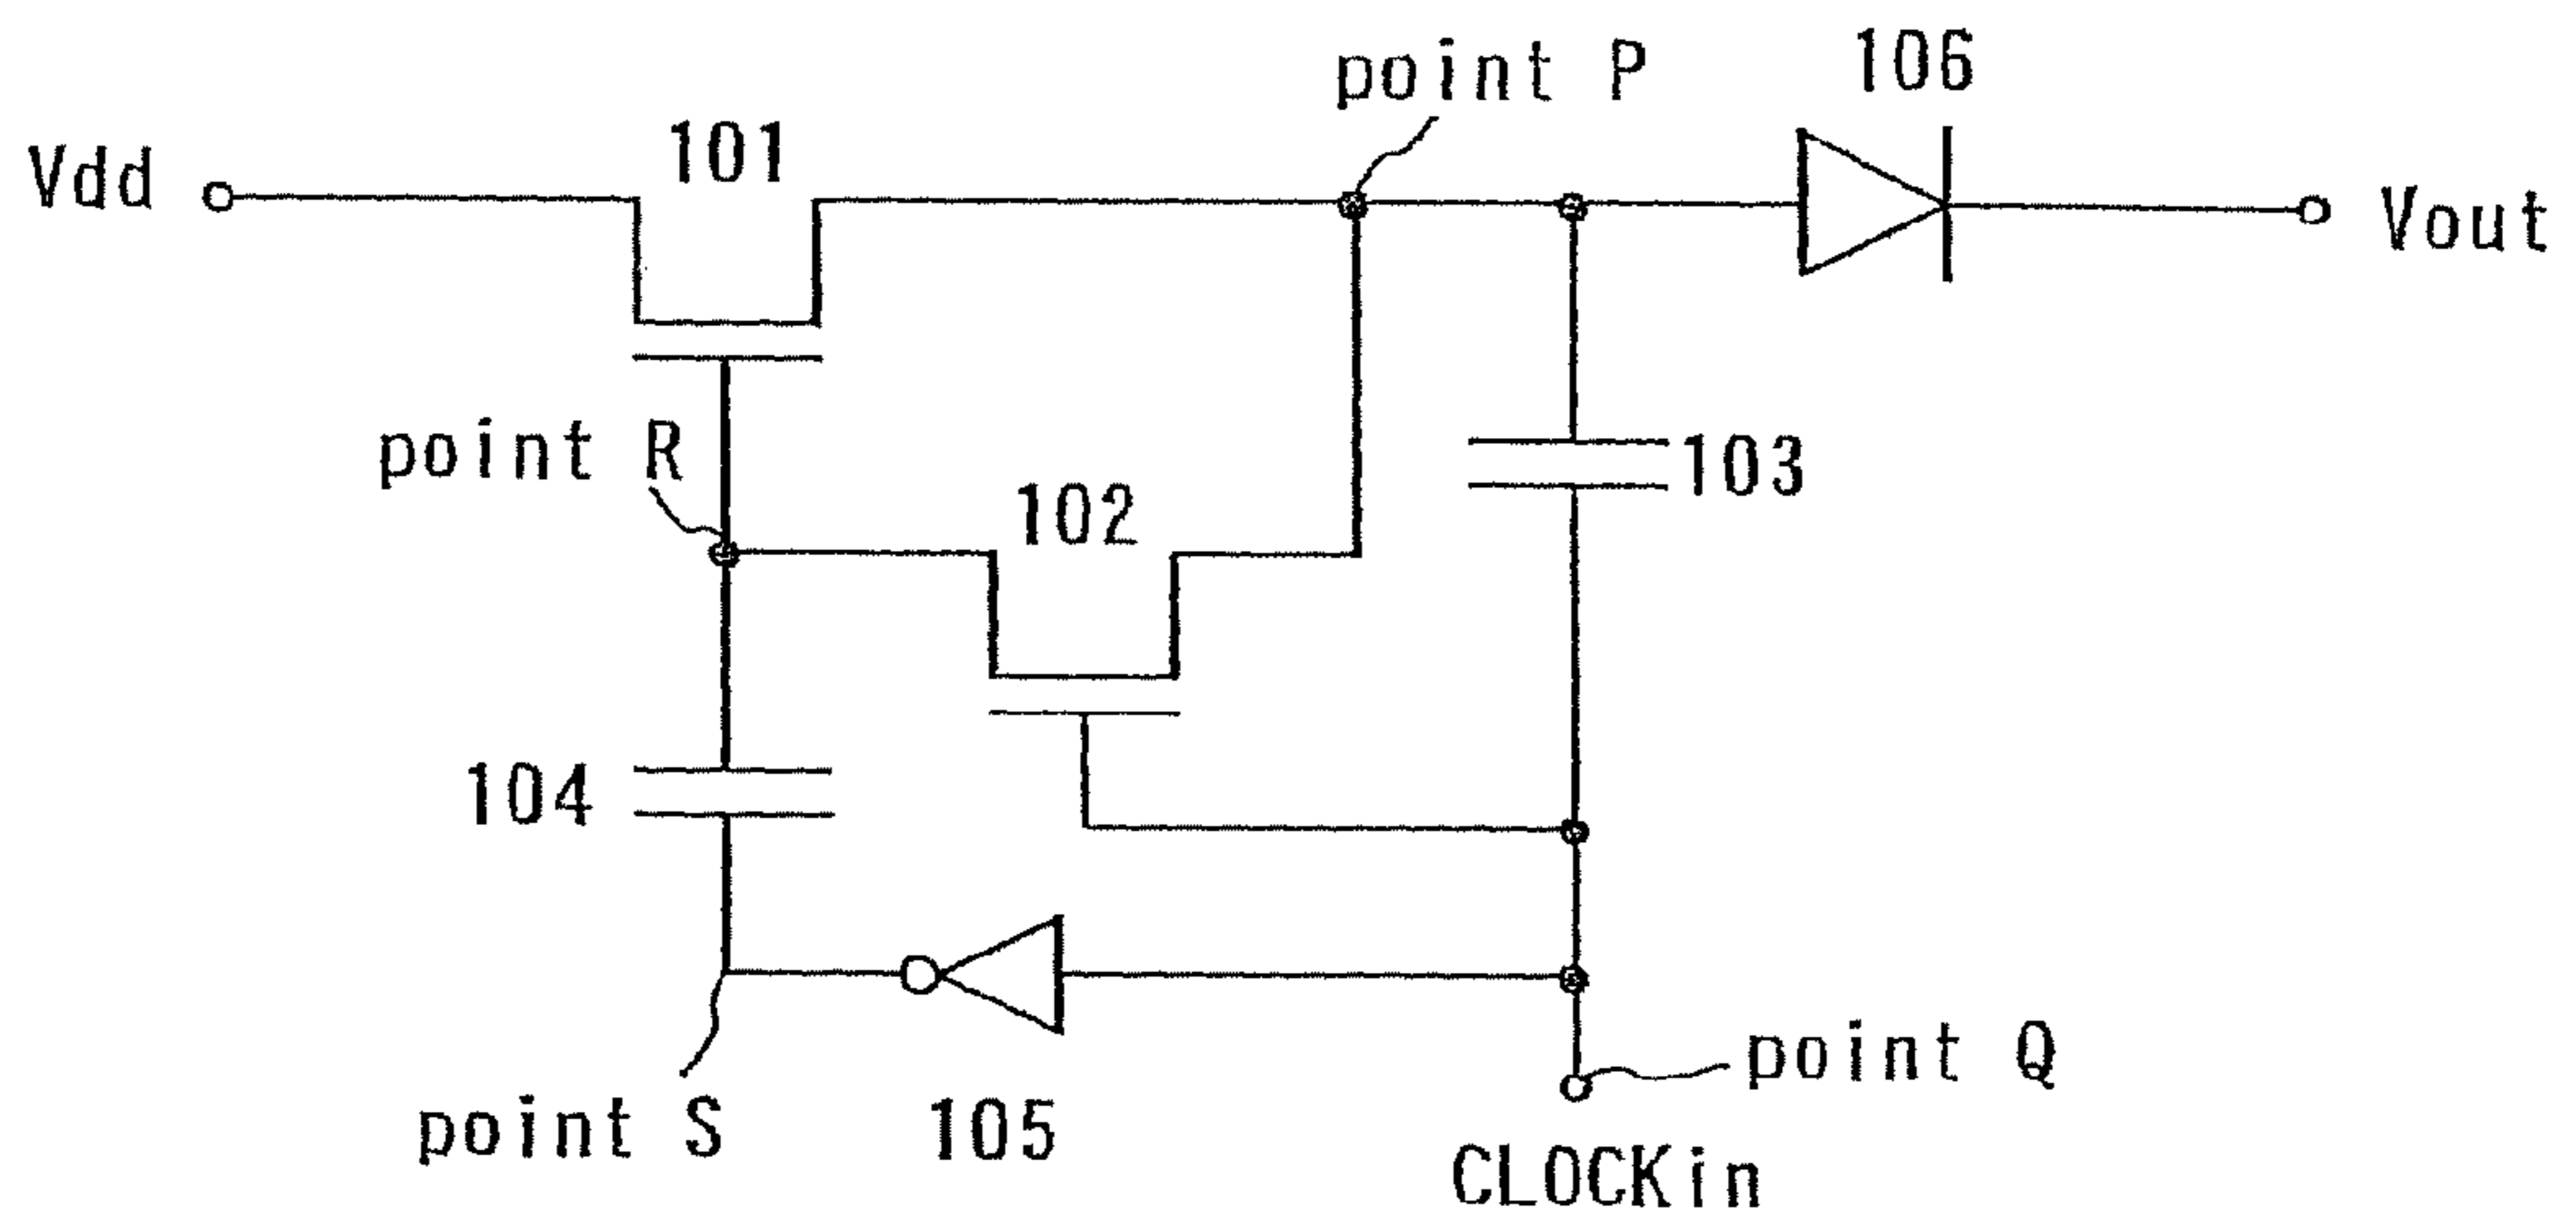 point P
106
Vdd
101
Vout
point R
102
103
104
point Q
point S
105
CLOCKin